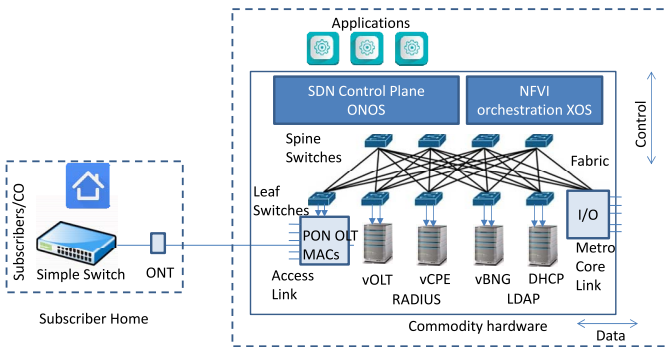 Applications
SDN Control Plane
ONOS
NFVI
orchestration XOS
Control
Spine
Switches
Fabric
Leaf
Switches
I/O
PON OLT
MACs
Metro
Core
Link
Access
Link
vOLT
vCPE
vBNG
DHCP
RADIUS
LDAP
Commodity hardware
Data
Subscribers/CO
Simple Switch
ONT
Subscriber Home